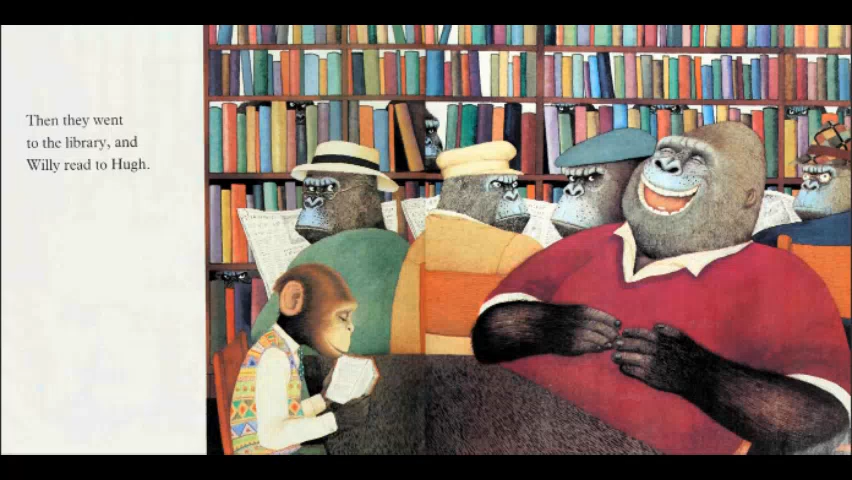 Then they went
to the library, and
Willy read to Hugh.